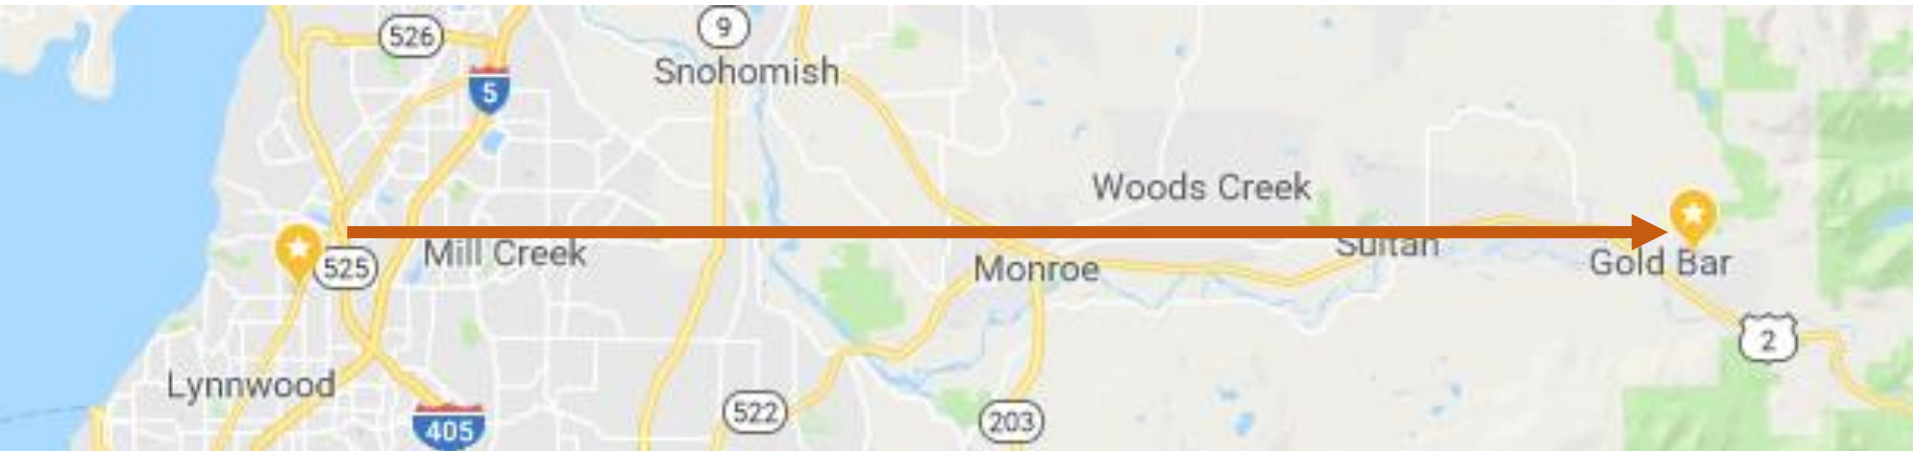 526
9
Snohomish
5
Woods Creek
525
Mill Creek
Sultan
Monroe
Gold Bar
2
Lynnwood
522
203
405